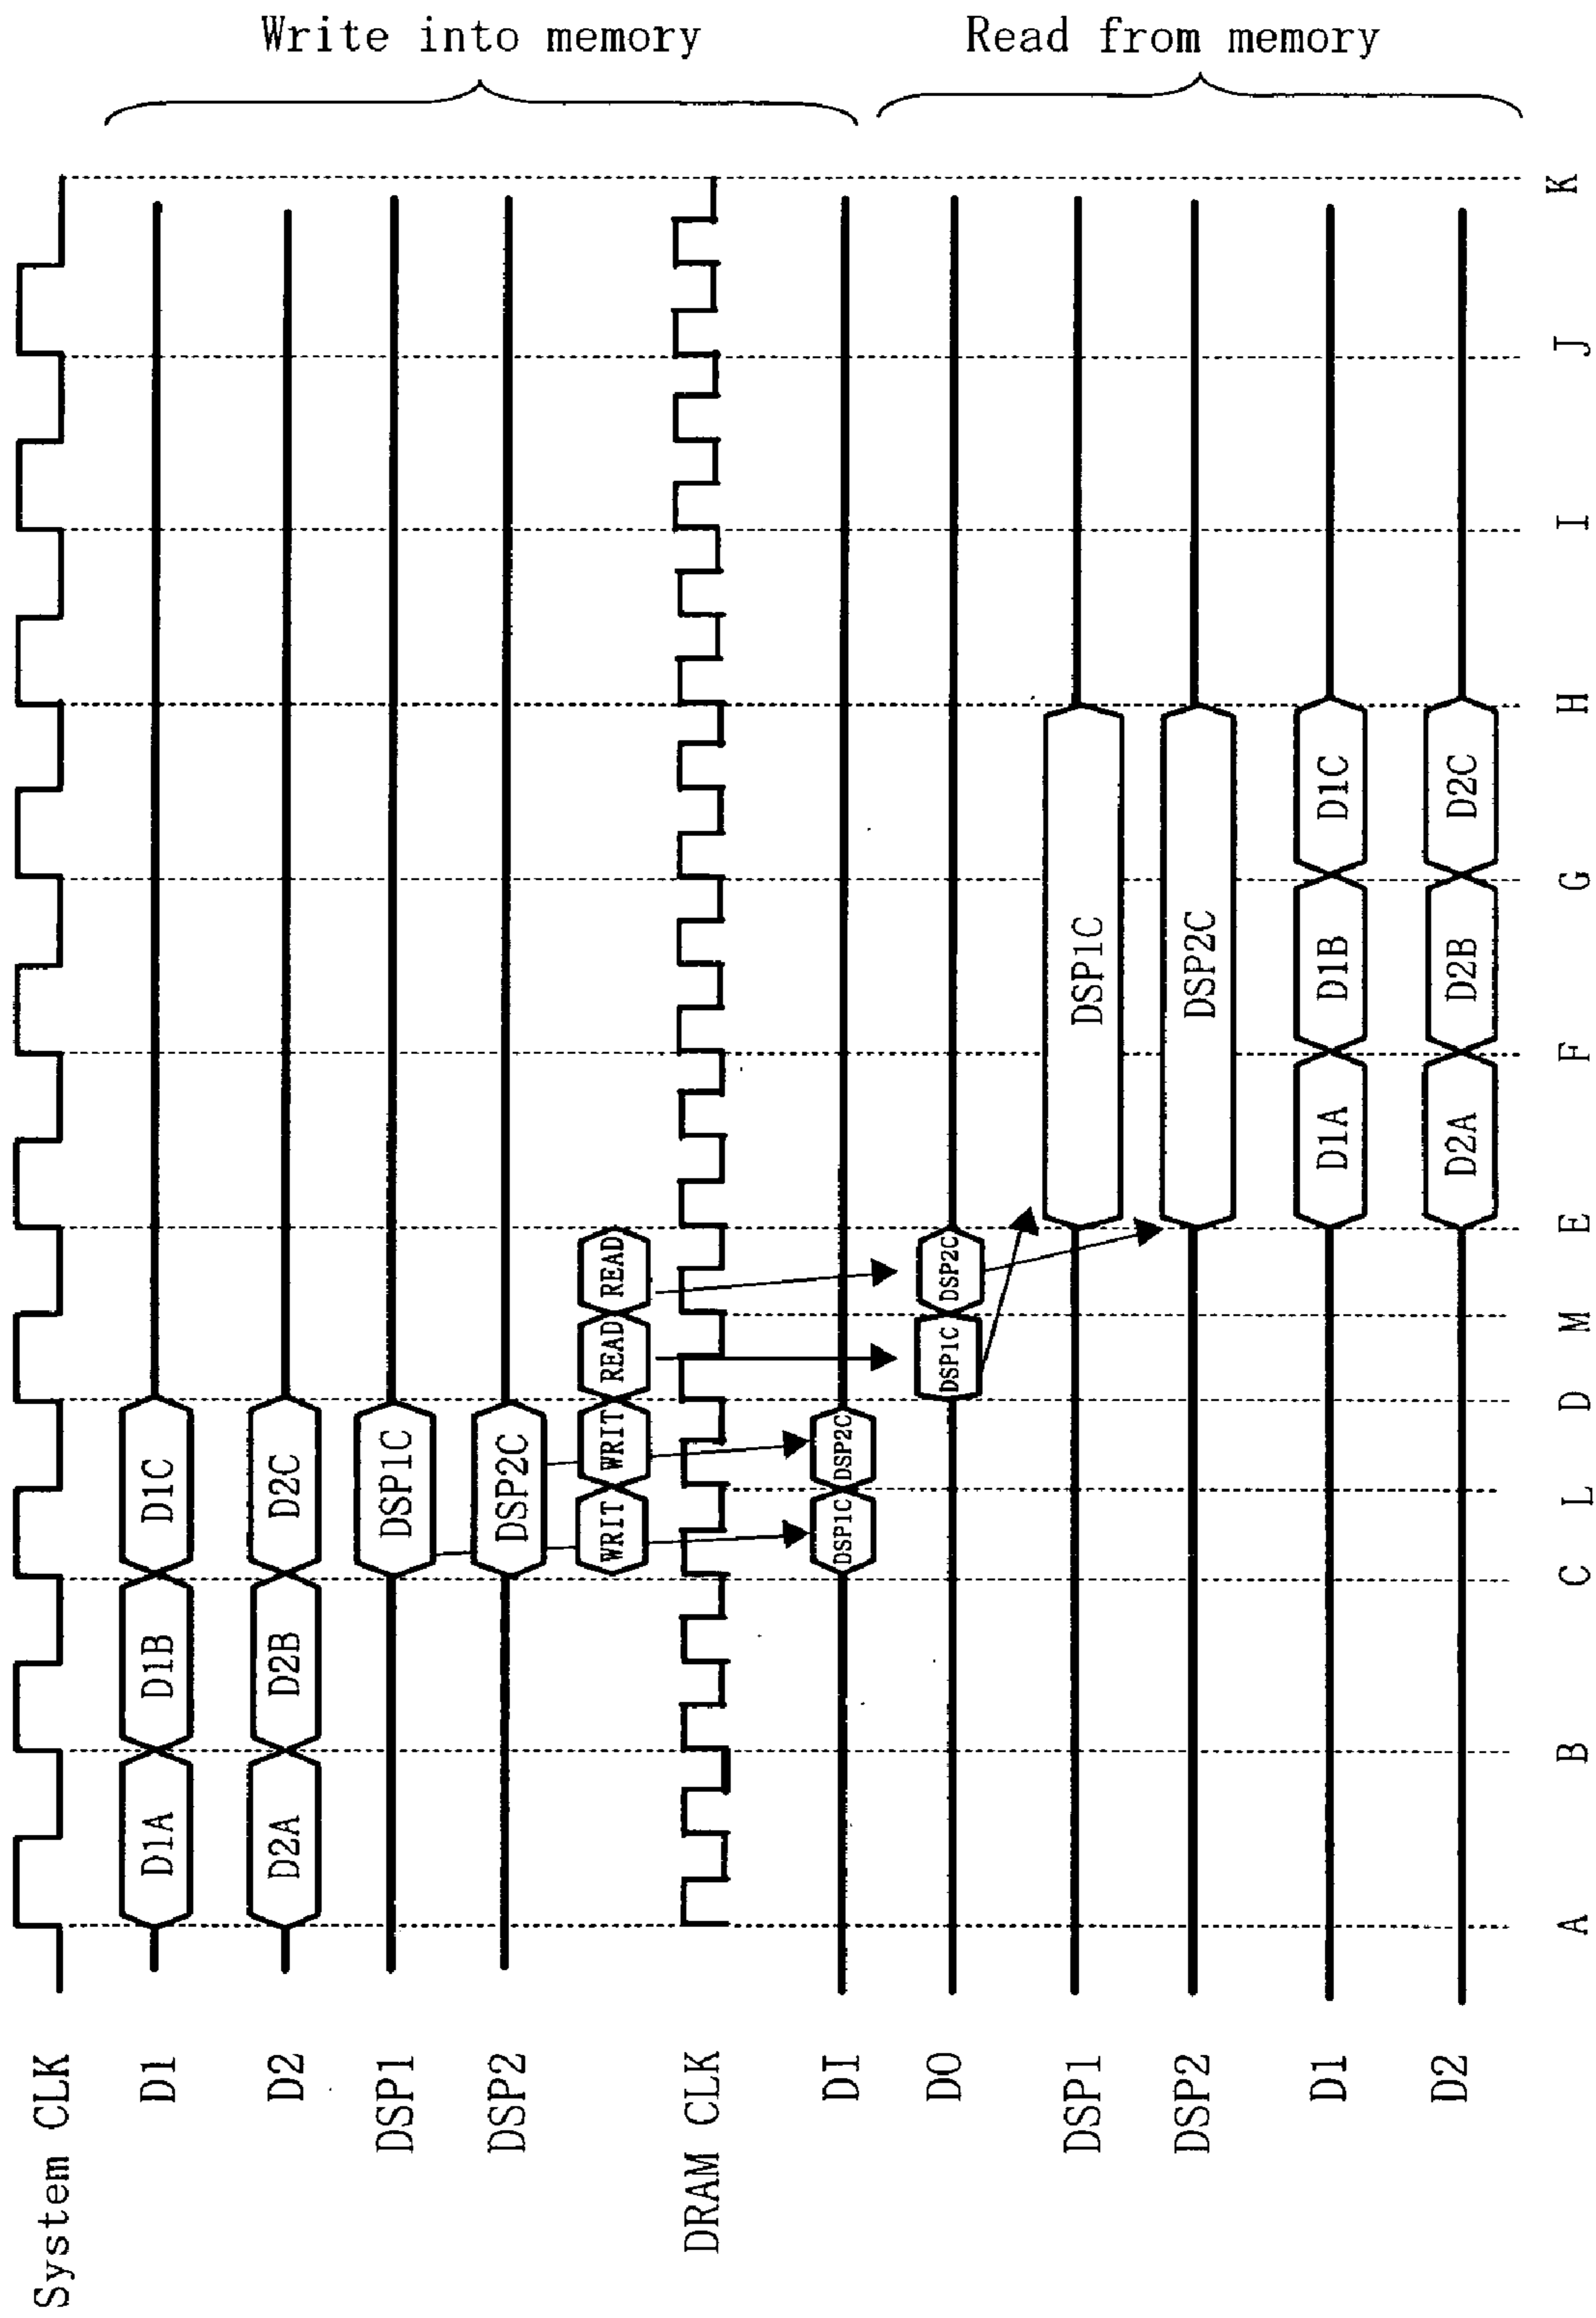 Write into memory
Read from memory
System CLK
D1
D1A
D1B
D1C
D2
D2A
D2B
D2C
DSP1
DSP1C
DSP2
DSP2C
WRIT
WRIT
READ
READ
DRAM CLK
DI
DSP1C
DSP2C
DO
DSP1C
DSP2C
DSP1
DSP1C
DSP2
DSP2C
D1
D1A
D1B
D1C
D2
D2A
D2B
D2C
A
B
C
L
D
M
E
F
G
H
I
J
K